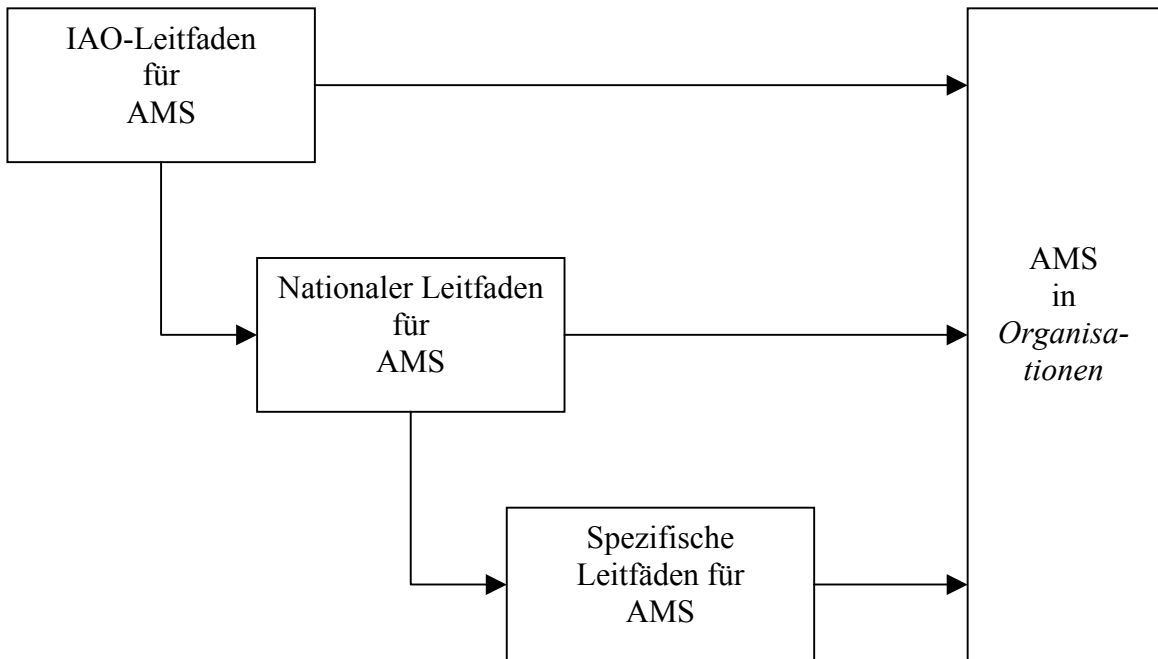 IAO-Leitfaden
für
AMS
Nationaler Leitfaden
für
AMS
Spezifische
Leitfäden für
AMS
AMS
in
Organisa-
tionen